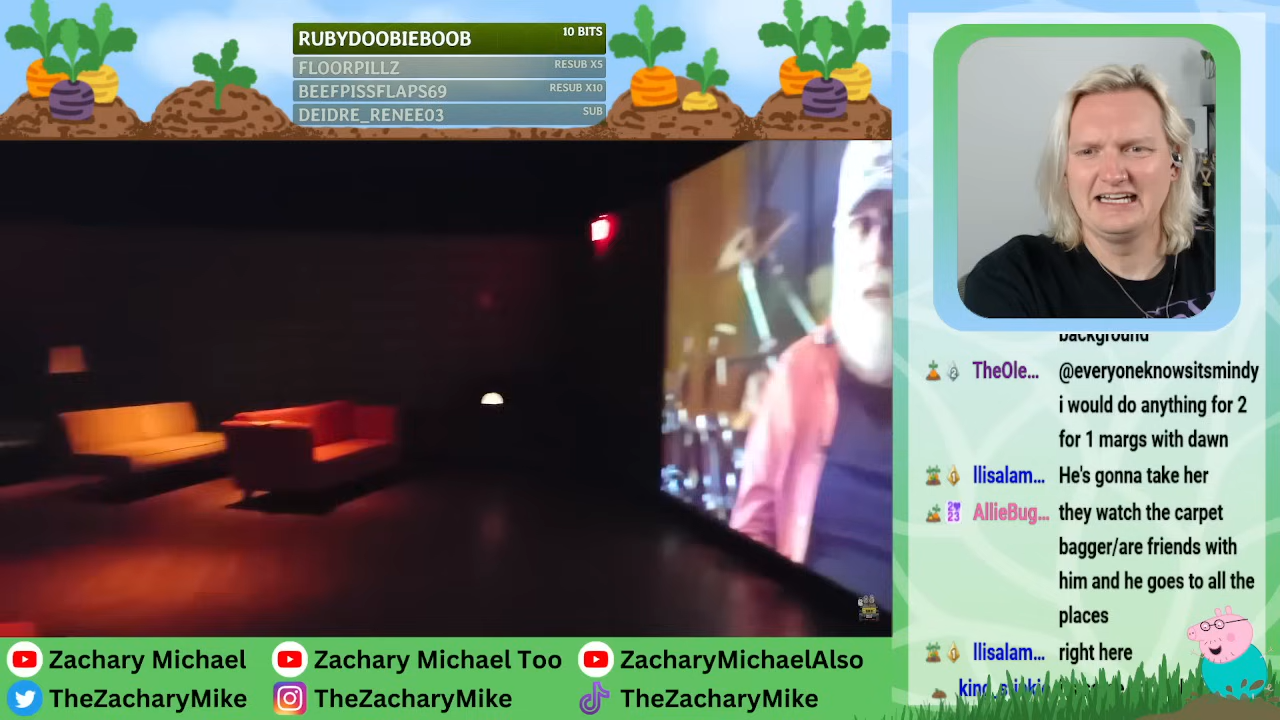 RUBYDOOBIEBOOB 10 BITS
FLOORPILLZ RESUB X5
BEEFPISSFLAPS69 RESUB X10
DEIDRE_RENEE03 SUB
background
TheOle... @everyoneknowsitsmindy
i would do anything for 2
for 1 margs with dawn
llisalam... He's gonna take her
AllieBug... they watch the carpet
bagger/are friends with
him and he goes to all the
places
llisalam... right here
Zachary Michael Zachary Michael Too ZacharyMichaelAlso
TheZacharyMike TheZacharyMike TheZacharyMike